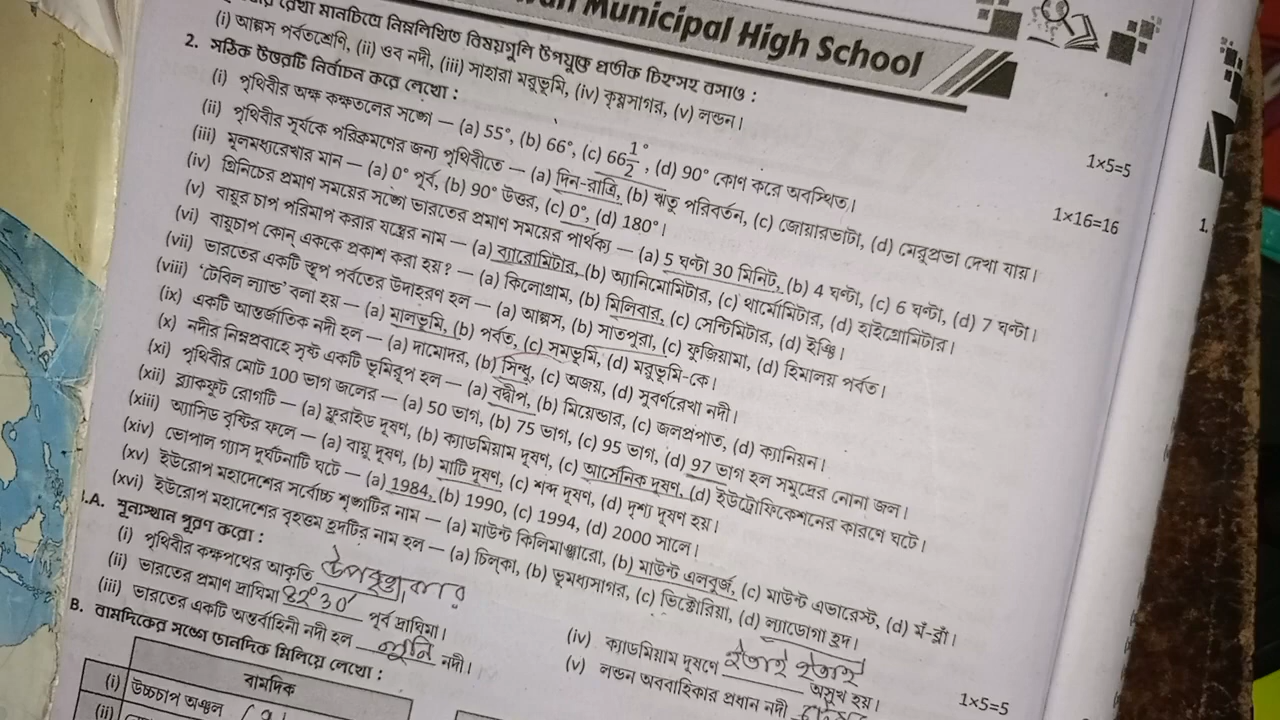 Municipal High School
রেখা মানচিত্রে নিম্নলিখিত বিষয়গুলি উপযুক্ত প্রতীক চিহ্নসহ বসাও :
(i) আল্পস পর্বতশ্রেণি, (ii) ওব নদী, (iii) সাহারা মরুভূমি, (iv) কৃষ্ণসাগর, (v) লন্ডন। 1×5=5
2. সঠিক উত্তরটি নির্বাচন করে লেখো : 1×16=16
(i) পৃথিবীর অক্ষ কক্ষতলের সঙ্গে — (a) 55°, (b) 66°, (c) 66 1/2°, (d) 90° কোণ করে অবস্থিত।
(ii) পৃথিবীর সূর্যকে পরিক্রমণের জন্য পৃথিবীতে — (a) দিন-রাত্রি, (b) ঋতু পরিবর্তন, (c) জোয়ারভাটা, (d) মেরুপ্রভা দেখা যায়।
(iii) মূলমধ্যরেখার মান — (a) 0° পূর্ব, (b) 90° উত্তর, (c) 0°, (d) 180°।
(iv) গ্রিনিচের প্রমাণ সময়ের সঙ্গে ভারতের প্রমাণ সময়ের পার্থক্য — (a) 5 ঘণ্টা 30 মিনিট, (b) 4 ঘণ্টা, (c) 6 ঘণ্টা, (d) 7 ঘণ্টা।
(v) বায়ুর চাপ পরিমাপ করার যন্ত্রের নাম — (a) ব্যারোমিটার, (b) অ্যানিমোমিটার, (c) থার্মোমিটার, (d) হাইগ্রোমিটার।
(vi) বায়ুচাপ কোন্ এককে প্রকাশ করা হয়? — (a) কিলোগ্রাম, (b) মিলিবার, (c) সেন্টিমিটার, (d) ইঞ্চি।
(vii) ভারতের একটি স্তূপ পর্বতের উদাহরণ হল — (a) আল্পস, (b) সাতপুরা, (c) ফুজিয়ামা, (d) হিমালয় পর্বত।
(viii) 'টেবিল ল্যান্ড' বলা হয় — (a) মালভূমি, (b) পর্বত, (c) সমভূমি, (d) মরুভূমি-কে।
(ix) একটি আন্তর্জাতিক নদী হল — (a) দামোদর, (b) সিন্ধু, (c) অজয়, (d) সুবর্ণরেখা নদী।
(x) নদীর নিম্নপ্রবাহে সৃষ্ট একটি ভূমিরূপ হল — (a) বদ্বীপ, (b) মিয়েন্ডার, (c) জলপ্রপাত, (d) ক্যানিয়ন।
(xi) পৃথিবীর মোট 100 ভাগ জলের — (a) 50 ভাগ, (b) 75 ভাগ, (c) 95 ভাগ, (d) 97 ভাগ হল সমুদ্রের নোনা জল।
(xii) ব্ল্যাকফুট রোগটি — (a) ফ্লুরাইড দূষণ, (b) ক্যাডমিয়াম দূষণ, (c) আর্সেনিক দূষণ, (d) ইউট্রোফিকেশনের কারণে ঘটে।
(xiii) অ্যাসিড বৃষ্টির ফলে — (a) বায়ু দূষণ, (b) মাটি দূষণ, (c) শব্দ দূষণ, (d) দৃশ্য দূষণ হয়।
(xiv) ভোপাল গ্যাস দুর্ঘটনাটি ঘটে — (a) 1984, (b) 1990, (c) 1994, (d) 2000 সালে।
(xv) ইউরোপ মহাদেশের সর্বোচ্চ শৃঙ্গটির নাম — (a) মাউন্ট কিলিমাঞ্জারো, (b) মাউন্ট এলবুর্জ, (c) মাউন্ট এভারেস্ট, (d) মঁ-ব্লাঁ।
(xvi) ইউরোপ মহাদেশের বৃহত্তম হ্রদটির নাম হল — (a) চিল্কা, (b) ভূমধ্যসাগর, (c) ভিক্টোরিয়া, (d) ল্যাডোগা হ্রদ।
.A. শূন্যস্থান পূরণ করো : 1×5=5
(i) পৃথিবীর কক্ষপথের আকৃতি উপবৃত্তাকার
(ii) ভারতের প্রমাণ দ্রাঘিমা 82°30′ পূর্ব দ্রাঘিমা।
(iii) ভারতের একটি অন্তর্বাহিনী নদী হল লুনি নদী।
(iv) ক্যাডমিয়াম দূষণে ইতাই ইতাই অসুখ হয়।
(v) লন্ডন অববাহিকার প্রধান নদী
B. বামদিকের সঙ্গে ডানদিক মিলিয়ে লেখো :
বামদিক
(i) উচ্চচাপ অঞ্চল
(ii)
1.